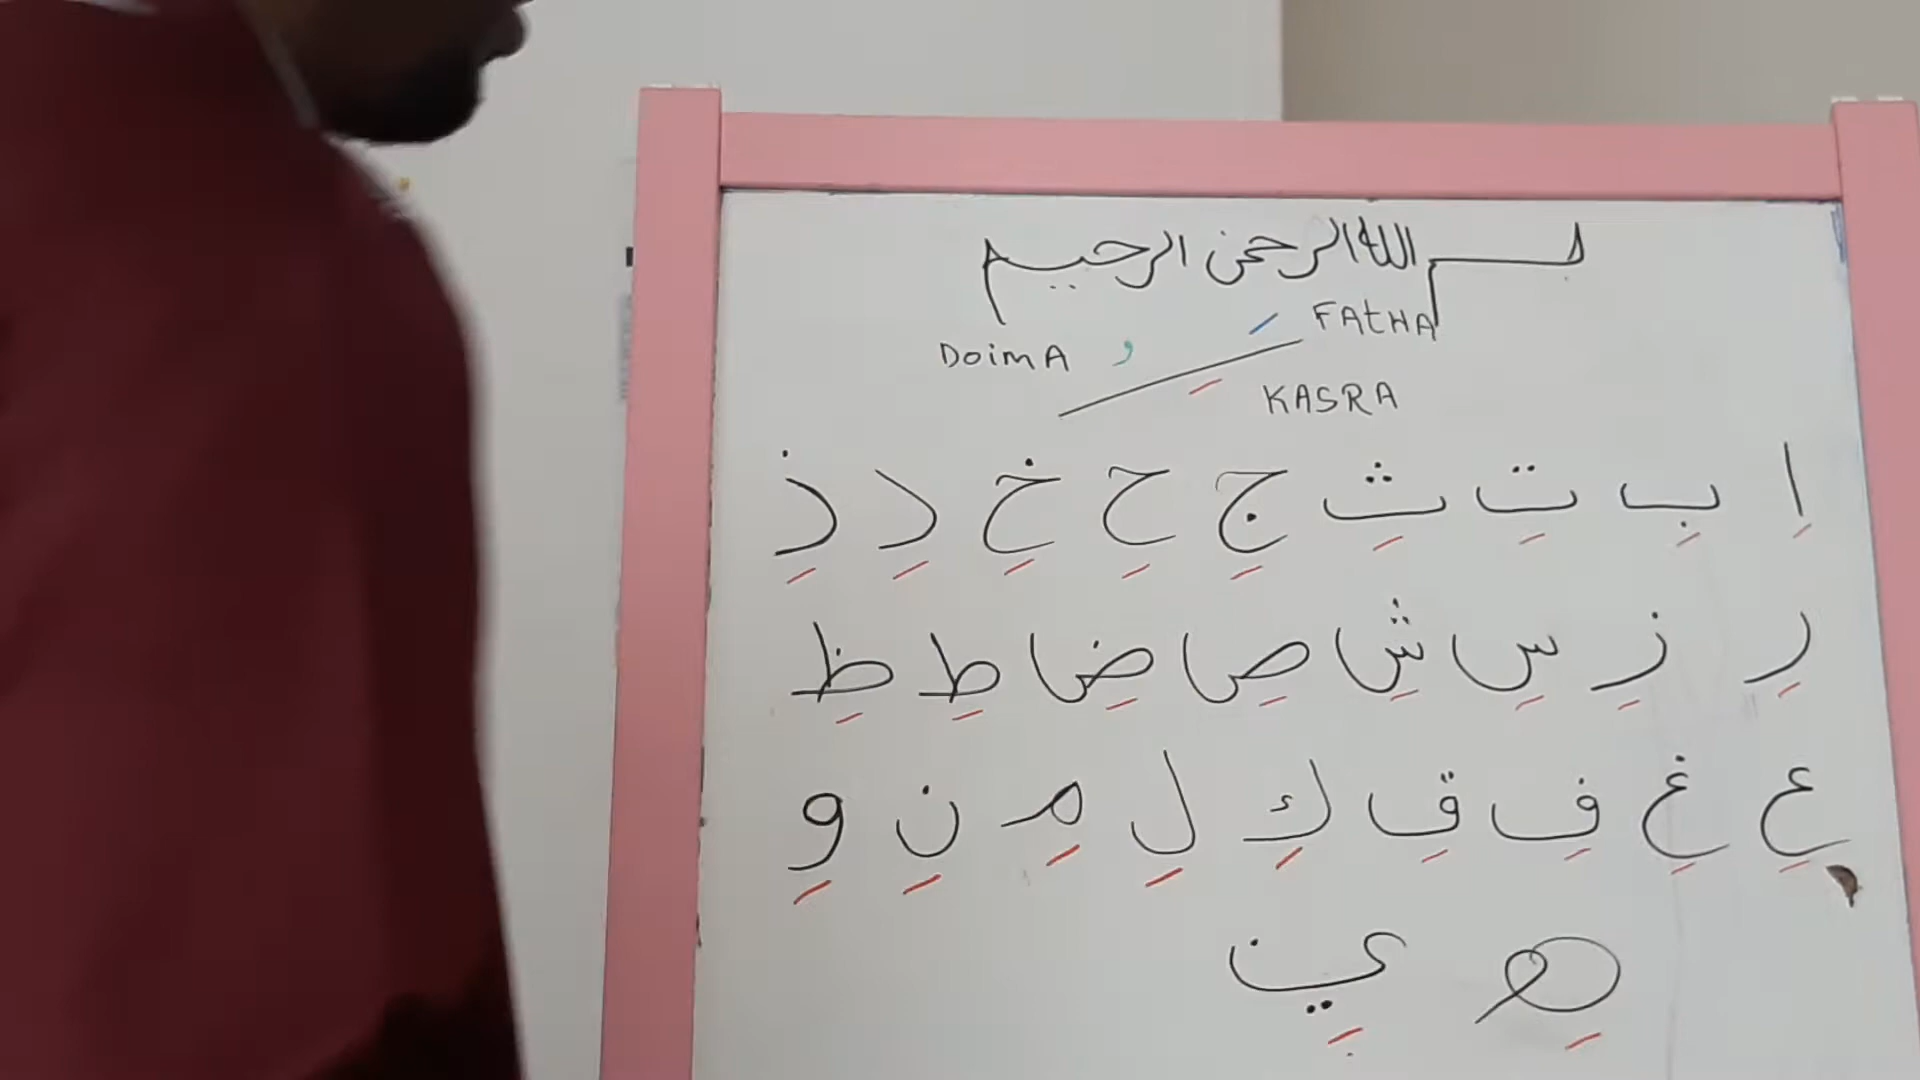 بسم الله الرحمن الرحيم
FAtHA
DoimA ُ
KASRA
اِ بِ تِ ثِ جِ حِ خِ دِ ذِ
رِ زِ سِ شِ صِ ضِ طِ ظِ
عِ غِ فِ قِ كِ لِ مِ نِ وِ
هِ يِ